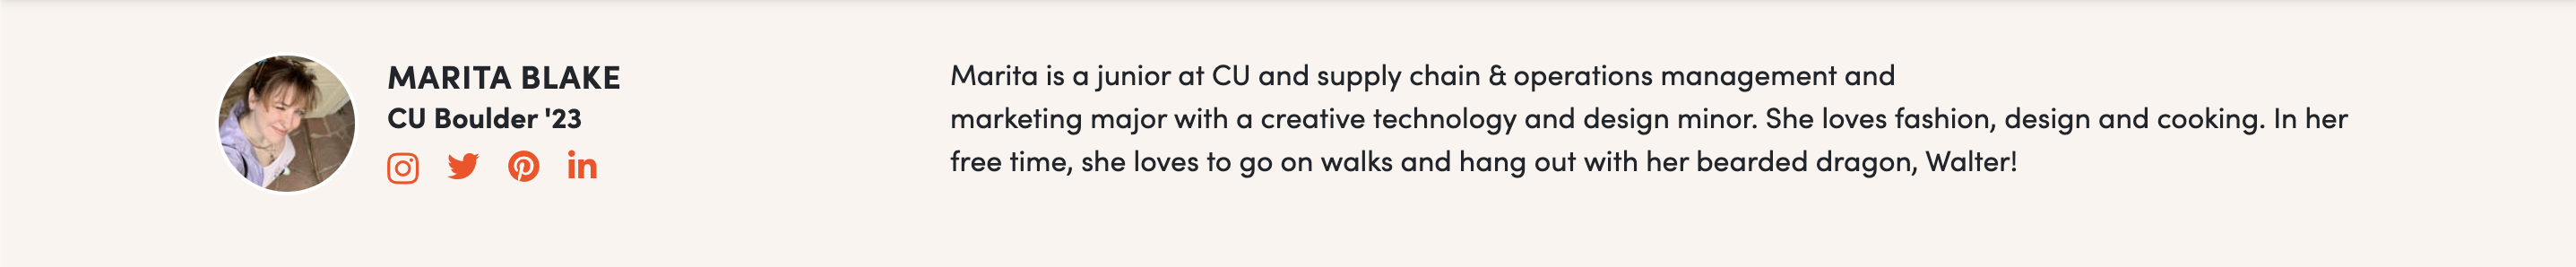 MARITA BLAKE
CU Boulder '23
Marita is a junior at CU and supply chain & operations management and
marketing major with a creative technology and design minor. She loves fashion, design and cooking. In her
free time, she loves to go on walks and hang out with her bearded dragon, Walter!